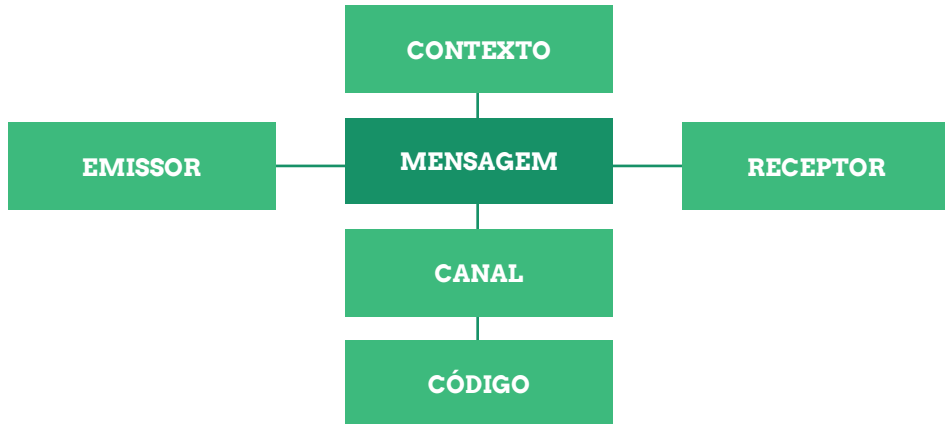 CONTEXTO
EMISSOR
MENSAGEM
RECEPTOR
CANAL
CÓDIGO